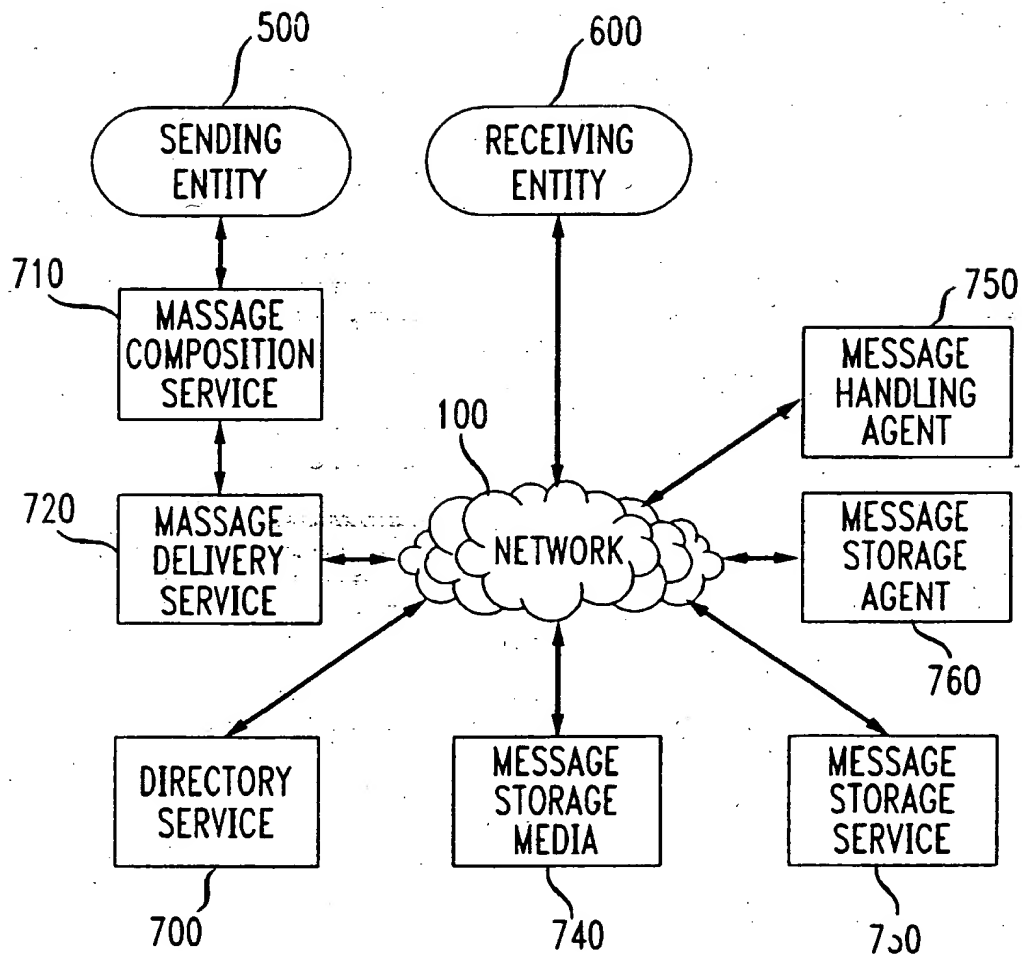 500
600
SENDING
ENTITY
RECEIVING
ENTITY
710
MASSAGE
COMPOSITION
SERVICE
750
MESSAGE
HANDLING
AGENT
100
720
MASSAGE
DELIVERY
SERVICE
NETWORK
MESSAGE
STORAGE
AGENT
760
DIRECTORY
SERVICE
MESSAGE
STORAGE
MEDIA
MESSAGE
STORAGE
SERVICE
700
740